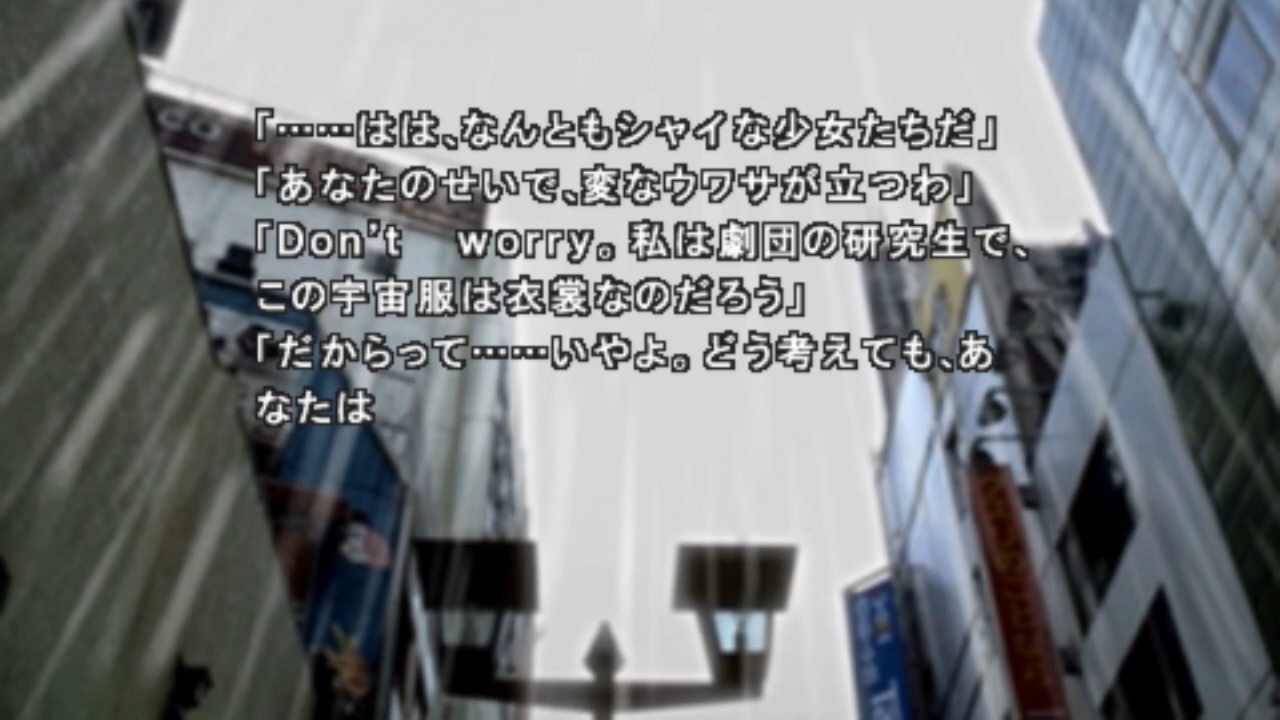 「……はは、なんともシャイな少女たちだ」
「あなたのせいで、変なウワサが立つわ」
「Don't　worry。私は劇団の研究生で、
この宇宙服は衣裳なのだろう」
「だからって……いやよ。どう考えても、あ
なたは